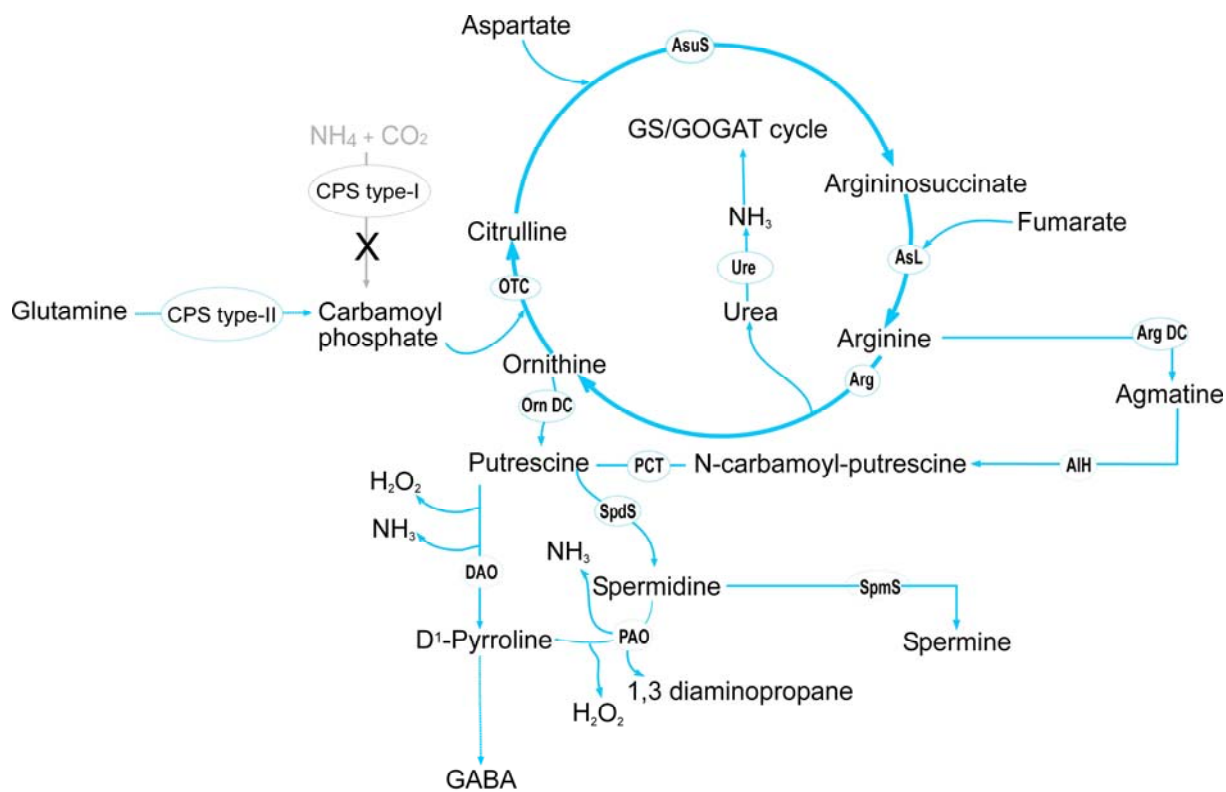 Aspartate
AsuS
GS/GOGAT cycle
NH₄ + CO₂
CPS type-I
X
Argininosuccinate
NH₃
Fumarate
Citrulline
AsL
Ure
OTC
Glutamine
CPS type-II
Carbamoyl
phosphate
Urea
Arginine
Arg DC
Ornithine
Arg
Agmatine
Orn DC
Putrescine
PCT
N-carbamoyl-putrescine
AIH
H₂O₂
SpdS
NH₃
NH₃
DAO
Spermidine
SpmS
D¹-Pyrroline
PAO
Spermine
1,3 diaminopropane
H₂O₂
GABA